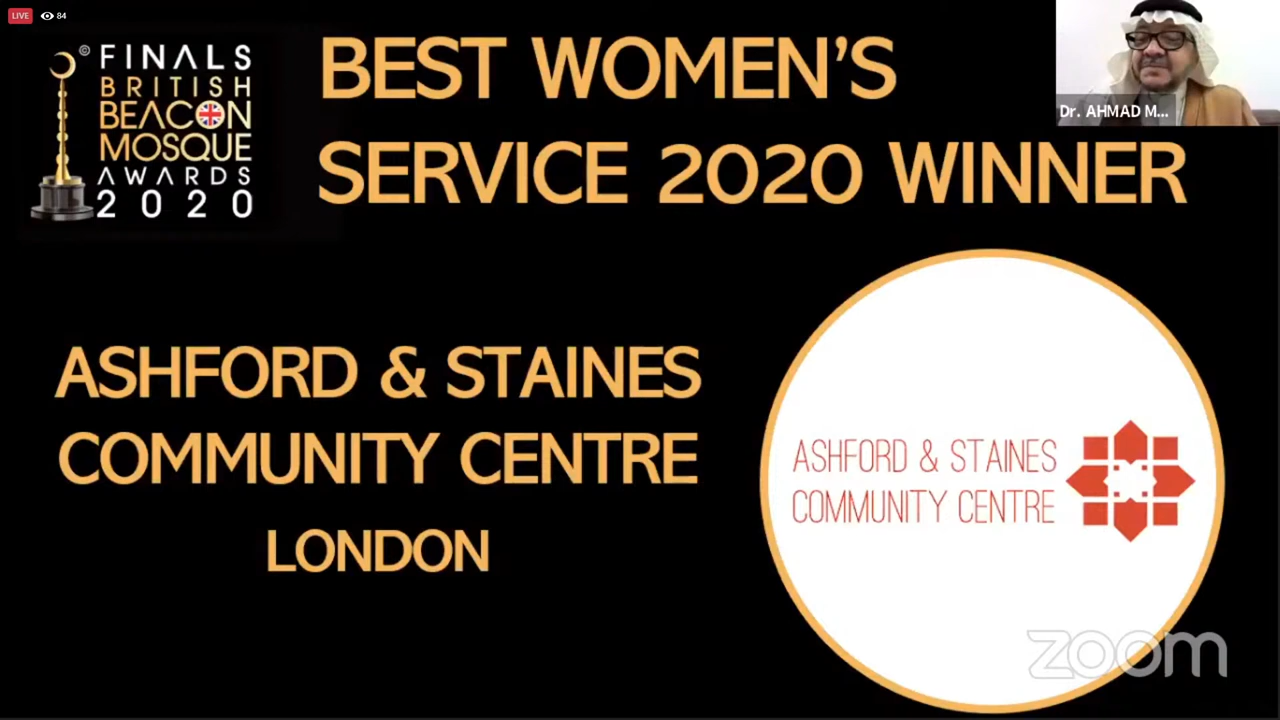 LIVE 84
© FINALS
BRITISH
BEACON
MOSQUE
AWARDS
2020
BEST WOMEN'S
SERVICE 2020 WINNER
Dr. AHMAD M...
ASHFORD & STAINES
COMMUNITY CENTRE
LONDON
ASHFORD & STAINES
COMMUNITY CENTRE
zoom